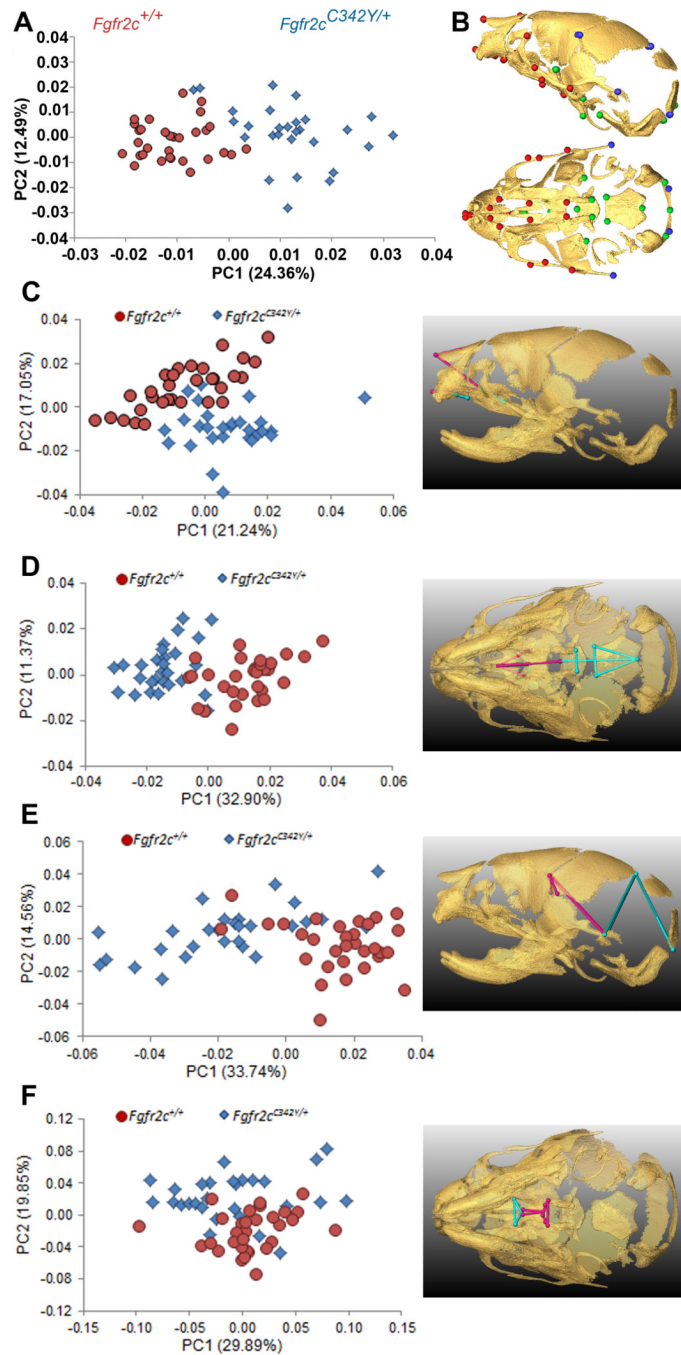 A
Fgfr2c+/+
Fgfr2cC342Y/+
B
0.04
0.03
0.02
0.01
0.00
-0.01
-0.02
-0.03
0.04
PC2 (12.49%)
-0.03 -0.02 -0.01 0.00 0.01 0.02 0.03 0.04
PC1 (24.36%)
C
Fgfr2c+/+ Fgfr2cC342Y/+
0.04
0.02
0.00
-0.02
-0.04
PC2 (17.05%)
-0.04 -0.02 0.00 0.02 0.04 0.06
PC1 (21.24%)
D
Fgfr2c+/+ Fgfr2cC342Y/+
0.04
0.02
0.00
-0.02
-0.04
PC2 (11.37%)
-0.04 -0.02 0.00 0.02 0.04 0.06
PC1 (32.90%)
E
Fgfr2c+/+ Fgfr2cC342Y/+
0.06
0.04
0.02
0.00
-0.02
-0.04
-0.06
PC2 (14.56%)
-0.06 -0.04 -0.02 0.00 0.02 0.04
PC1 (33.74%)
F
Fgfr2c+/+ Fgfr2cC342Y/+
0.12
0.08
0.04
0.00
-0.04
-0.08
-0.12
PC2 (19.85%)
-0.15 -0.10 -0.05 0.00 0.05 0.10 0.15
PC1 (29.89%)